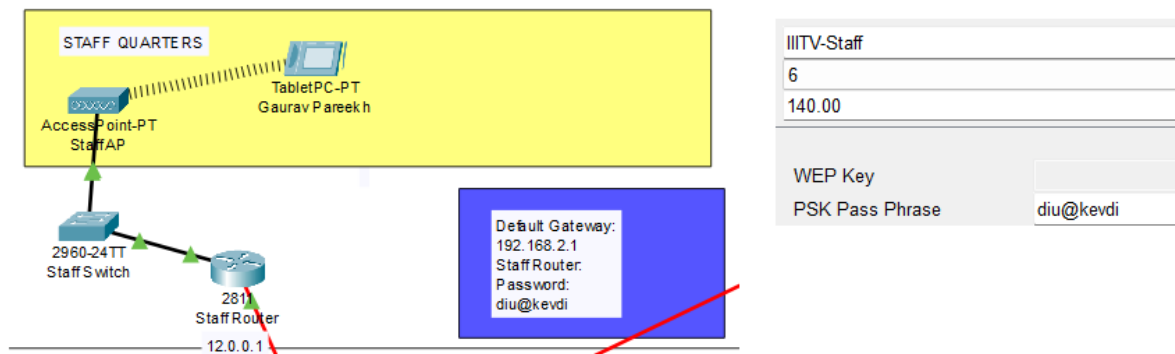 STAFF QUARTERS
TabletPC-PT
Gaurav Pareekh
AccessPoint-PT
StaffAP
2960-24TT
Staff Switch
2811
Staff Router
12.0.0.1
Default Gateway:
192.168.2.1
Staff Router:
Password:
diu@kevdi
IIITV-Staff
6
140.00
WEP Key
PSK Pass Phrase diu@kevdi